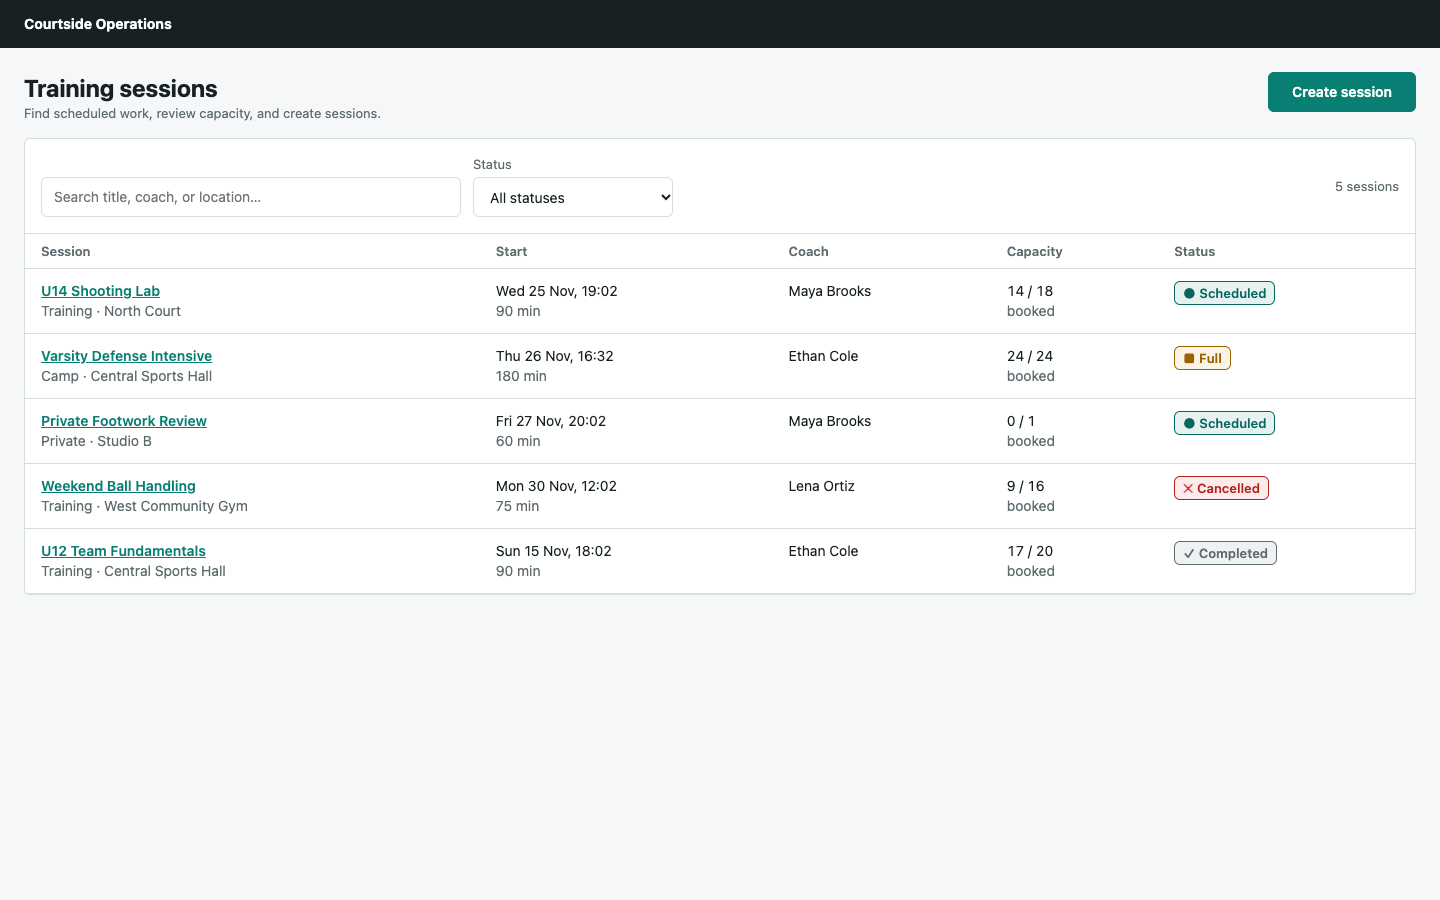 Courtside Operations
Training sessions
Find scheduled work, review capacity, and create sessions.
Create session
Status
Search title, coach, or location...
All statuses
5 sessions
Session Start Coach Capacity Status
U14 Shooting Lab Wed 25 Nov, 19:02 Maya Brooks 14 / 18 Scheduled
Training · North Court 90 min booked
Varsity Defense Intensive Thu 26 Nov, 16:32 Ethan Cole 24 / 24 Full
Camp · Central Sports Hall 180 min booked
Private Footwork Review Fri 27 Nov, 20:02 Maya Brooks 0 / 1 Scheduled
Private · Studio B 60 min booked
Weekend Ball Handling Mon 30 Nov, 12:02 Lena Ortiz 9 / 16 Cancelled
Training · West Community Gym 75 min booked
U12 Team Fundamentals Sun 15 Nov, 18:02 Ethan Cole 17 / 20 Completed
Training · Central Sports Hall 90 min booked